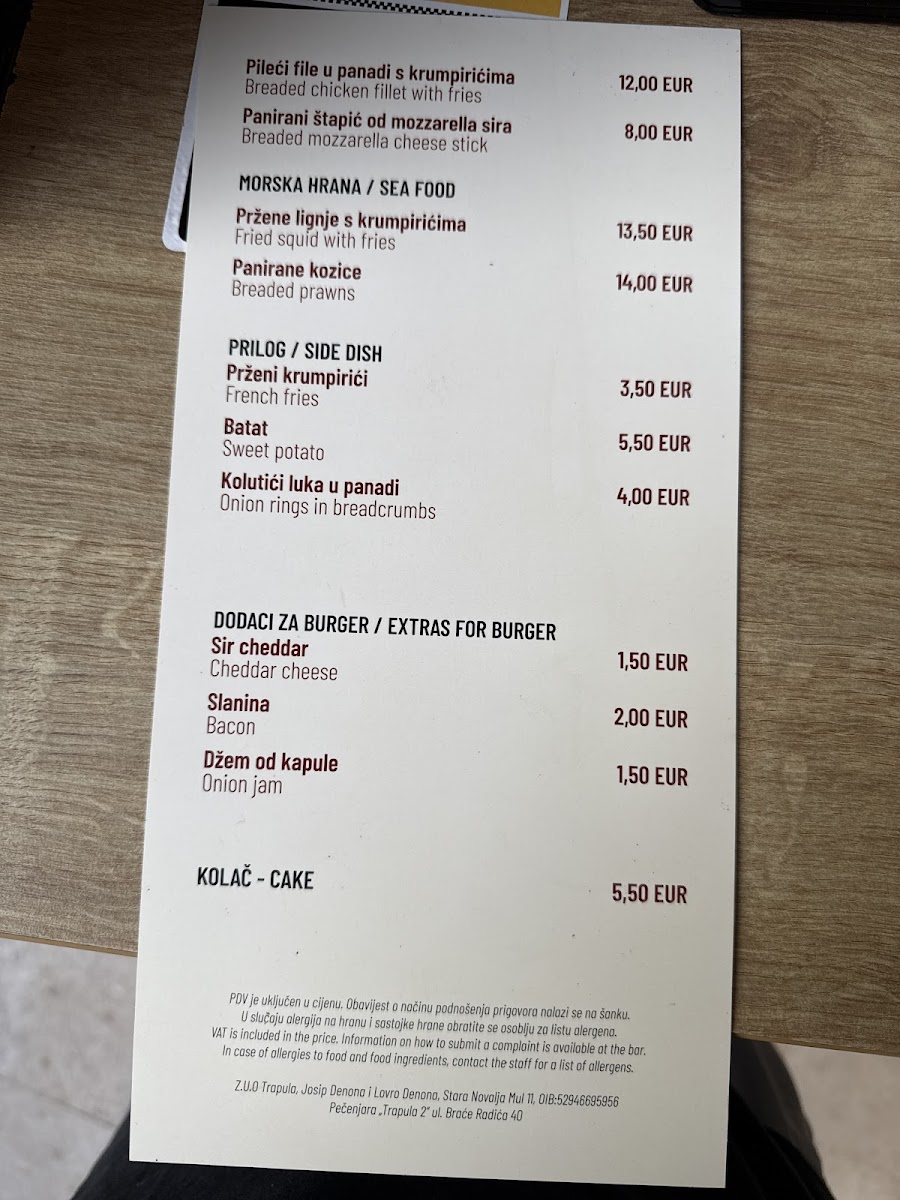 Pileći file u panadi s krumpirićima
Breaded chicken fillet with fries
12,00 EUR
Panirani štapić od mozzarella sira
Breaded mozzarella cheese stick
8,00 EUR
MORSKA HRANA / SEA FOOD
Pržene lignje s krumpirićima
Fried squid with fries
13,50 EUR
Panirane kozice
Breaded prawns
14,00 EUR
PRILOG / SIDE DISH
Prženi krumpirići
French fries
3,50 EUR
Batat
Sweet potato
5,50 EUR
Kolutići luka u panadi
Onion rings in breadcrumbs
4,00 EUR
DODACI ZA BURGER / EXTRAS FOR BURGER
Sir cheddar
Cheddar cheese
1,50 EUR
Slanina
Bacon
2,00 EUR
Džem od kapule
Onion jam
1,50 EUR
KOLAČ - CAKE
5,50 EUR
PDV je uključen u cijenu. Obavijest o načinu podnošenja prigovora nalazi se na šanku.
U slučaju alergija na hranu i sastojke hrane obratite se osoblju za listu alergena.
VAT is included in the price. Information on how to submit a complaint is available at the bar.
In case of allergies to food and food ingredients, contact the staff for a list of allergens.
Z.U.O Trapula, Josip Denona i Lovro Denona, Stara Novalja Mul 11, OIB:52946695956
Pečenjara „Trapula 2" ul. Braće Radića 40